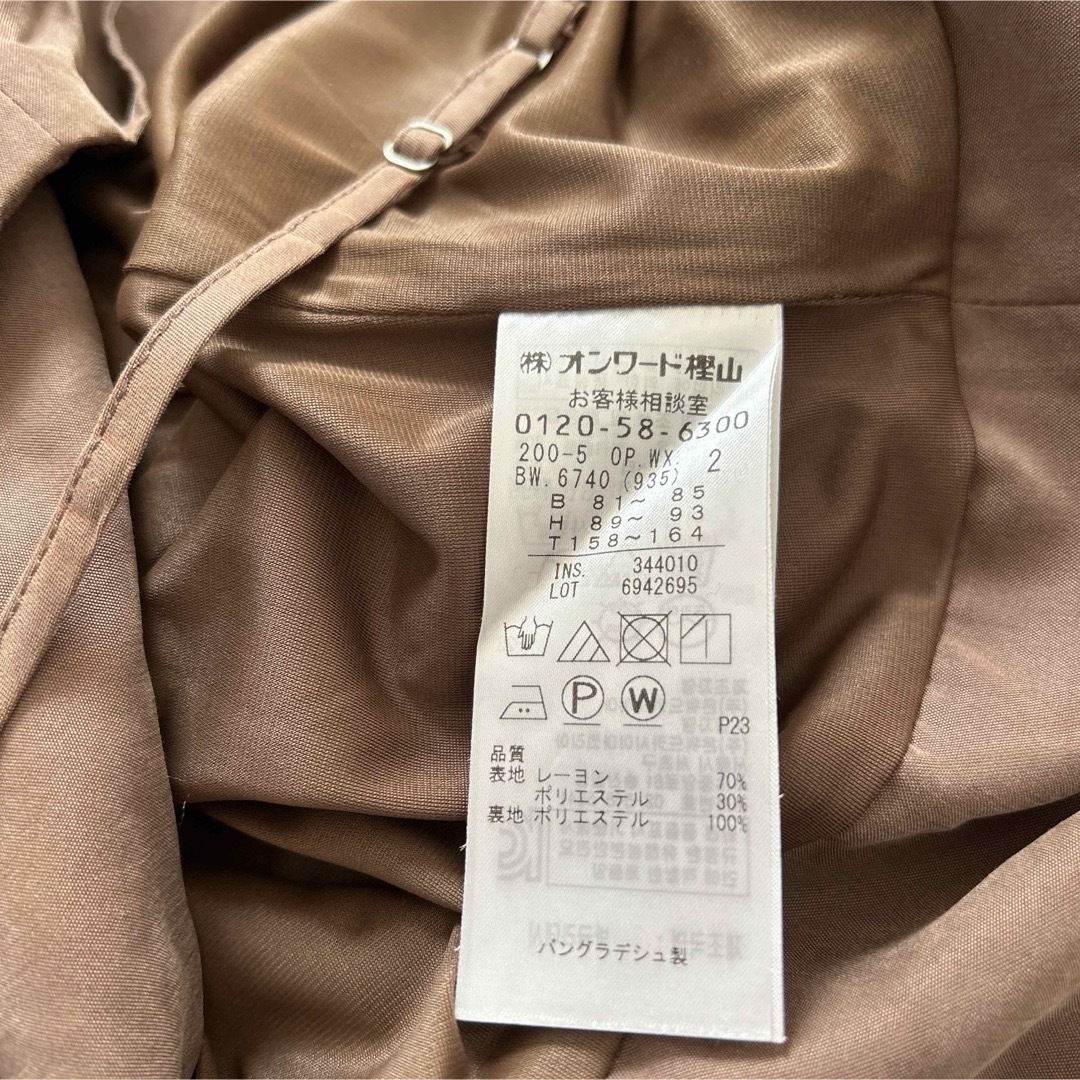 (株)オンワード樫山
お客様相談室
0120-58-6300
200-5 OP.WX. 2
BW.6740(935)
B 81～ 85
H 89～ 93
T158～164
INS. 344010
LOT 6942695
P W
P23
品質
表地 レーヨン 70%
ポリエステル 30%
裏地 ポリエステル 100%
バングラデシュ製